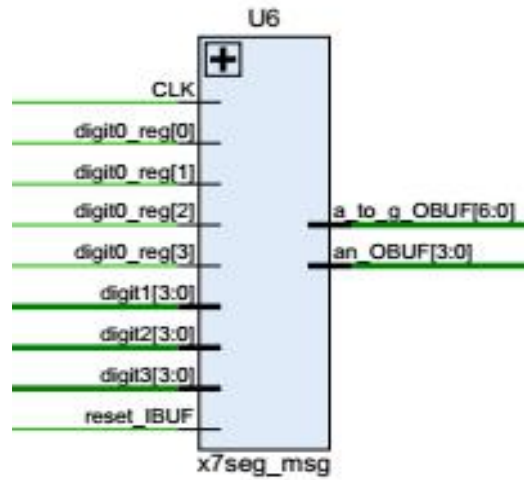 U6
CLK
digit0_reg[0]
digit0_reg[1]
digit0_reg[2]
digit0_reg[3]
digit1[3:0]
digit2[3:0]
digit3[3:0]
reset_IBUF
a_to_g_OBUF[6:0]
an_OBUF[3:0]
x7seg_msg